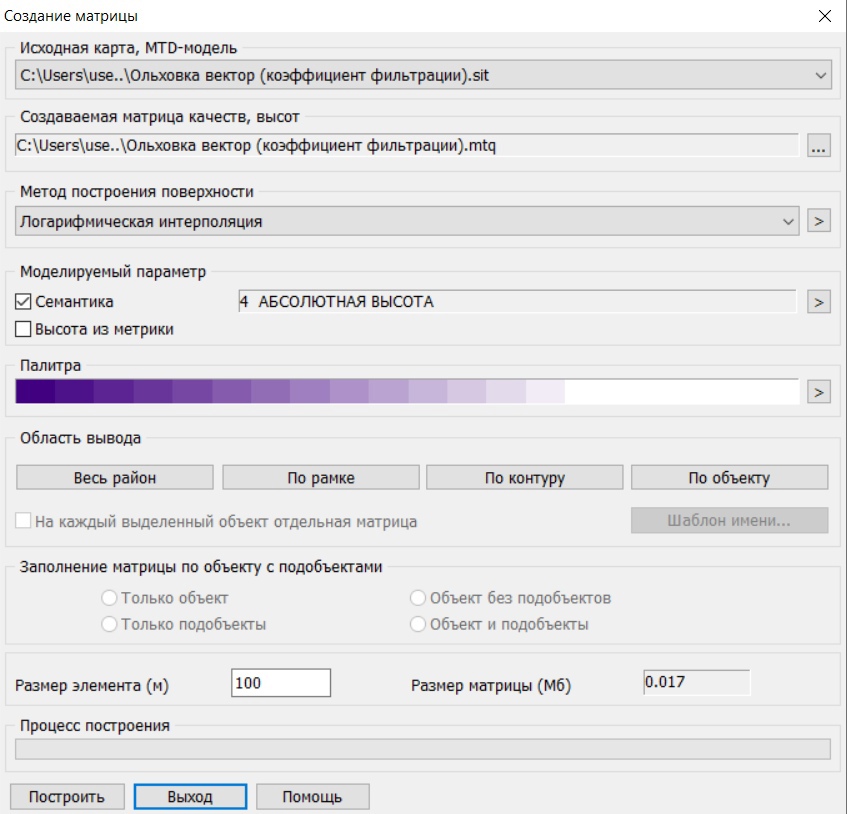 Создание матрицы
Исходная карта, MTD-модель
C:\Users\use..\Ольховка вектор (коэффициент фильтрации).sit
Создаваемая матрица качеств, высот
C:\Users\use..\Ольховка вектор (коэффициент фильтрации).mtq
...
Метод построения поверхности
Логарифмическая интерполяция
>
Моделируемый параметр
Семантика 4 АБСОЛЮТНАЯ ВЫСОТА >
Высота из метрики
Палитра
>
Область вывода
Весь район По рамке По контуру По объекту
На каждый выделенный объект отдельная матрица Шаблон имени...
Заполнение матрицы по объекту с подобъектами
Только объект Объект без подобъектов
Только подобъекты Объект и подобъекты
Размер элемента (м) 100 Размер матрицы (Мб) 0.017
Процесс построения
Построить Выход Помощь